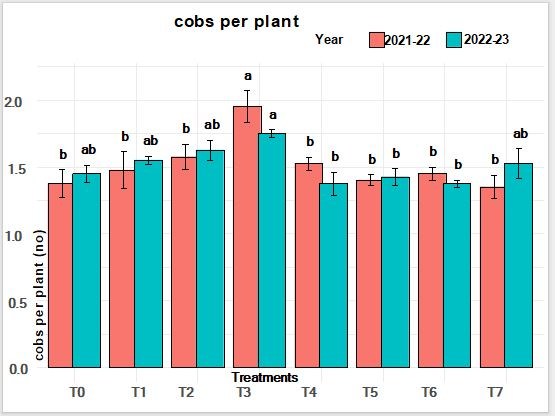 cobs per plant
Year 2021-22 2022-23
a
2.0
b ab b ab b ab a b b b b b b b ab
1.5
1.0
0.5
0.0
cobs per plant (no)
Treatments
T0 T1 T2 T3 T4 T5 T6 T7